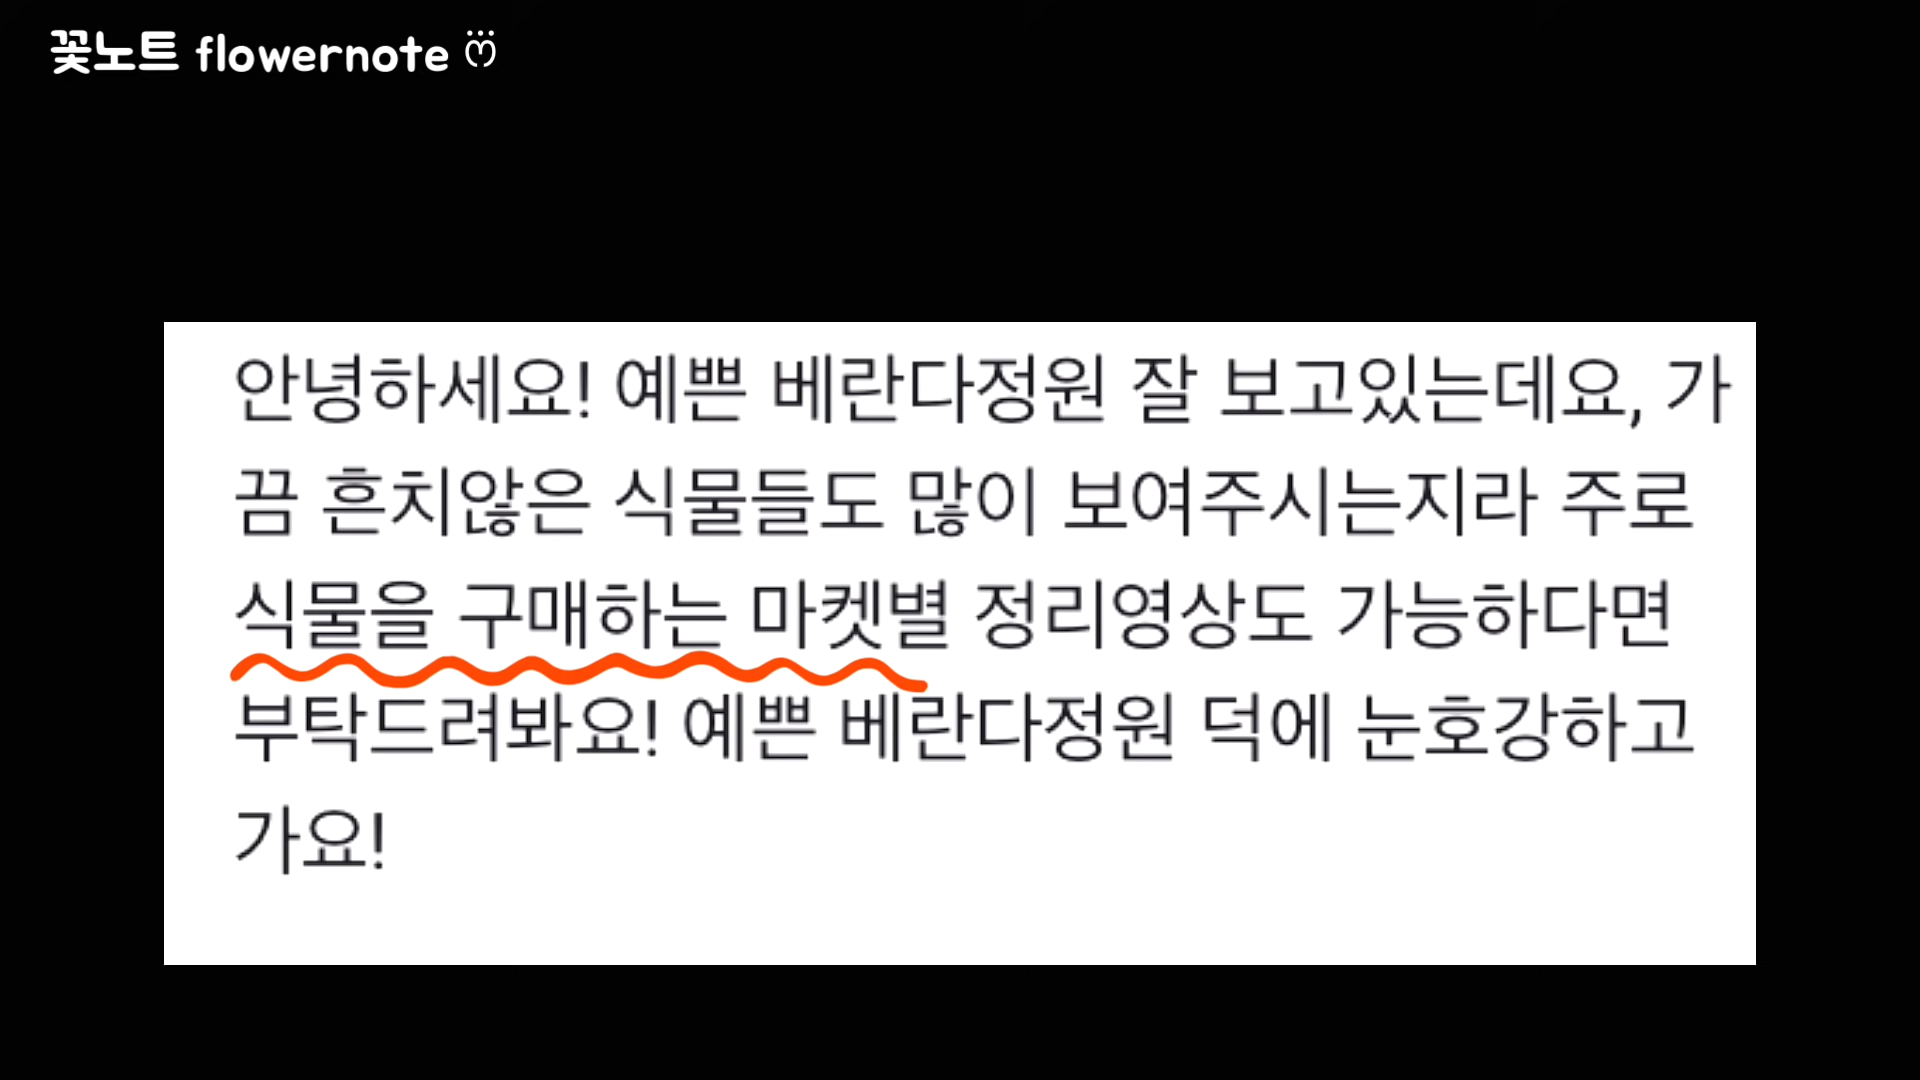 꽃노트 flowernote ෆ
안녕하세요! 예쁜 베란다정원 잘 보고있는데요, 가
끔 흔치않은 식물들도 많이 보여주시는지라 주로
식물을 구매하는 마켓별 정리영상도 가능하다면
부탁드려봐요! 예쁜 베란다정원 덕에 눈호강하고
가요!